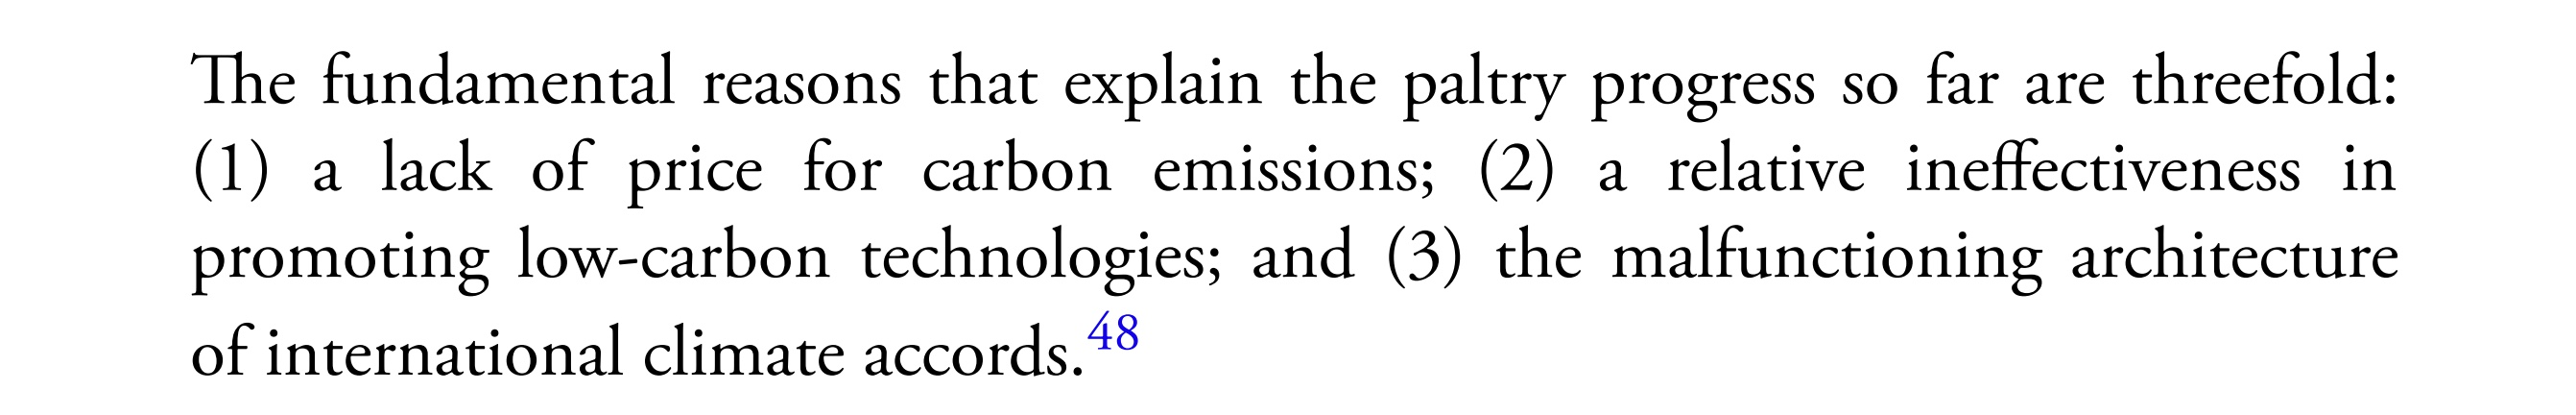 The fundamental reasons that explain the paltry progress so far are threefold:
(1) a lack of price for carbon emissions; (2) a relative ineffectiveness in
promoting low-carbon technologies; and (3) the malfunctioning architecture
of international climate accords.48